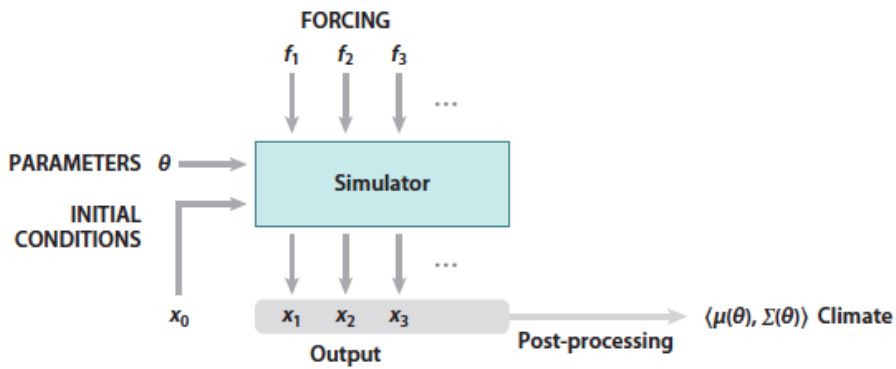 FORCING
f₁ f₂ f₃
...
PARAMETERS θ
Simulator
INITIAL
CONDITIONS
...
x₀ x₁ x₂ x₃ ⟨μ(θ), Σ(θ)⟩ Climate
Output Post-processing